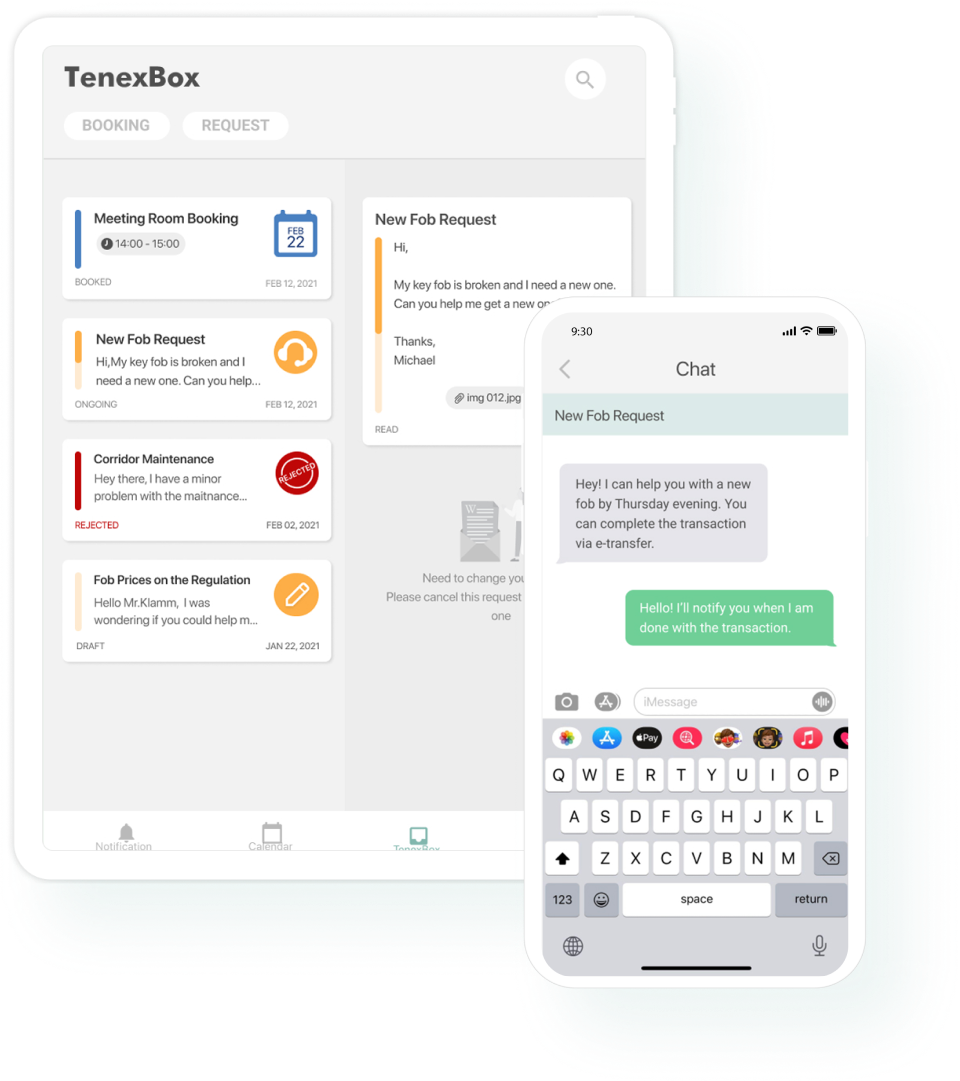 TenexBox
BOOKING
REQUEST
Meeting Room Booking
14:00 - 15:00
FEB
22
BOOKED
FEB 12, 2021
New Fob Request
Hi,My key fob is broken and I
need a new one. Can you help...
ONGOING
FEB 12, 2021
Corridor Maintenance
Hey there, I have a minor
problem with the maitnance...
REJECTED
REJECTED
FEB 02, 2021
Fob Prices on the Regulation
Hello Mr.Klamm, I was
wondering if you could help m...
DRAFT
JAN 22, 2021
New Fob Request
Hi,
My key fob is broken and I need a new one.
Can you help me get a new
Thanks,
Michael
img 012.jpg
READ
W
Need to change
Please cancel this request
one
Notification
Calendar
TenexBox
9:30
Chat
New Fob Request
Hey! I can help you with a new
fob by Thursday evening. You
can complete the transaction
via e-transfer.
Hello! I'll notify you when I am
done with the transaction.
iMessage
Pay
Q W E R T Y U I O P
A S D F G H J K L
Z X C V B N M
123
space
return